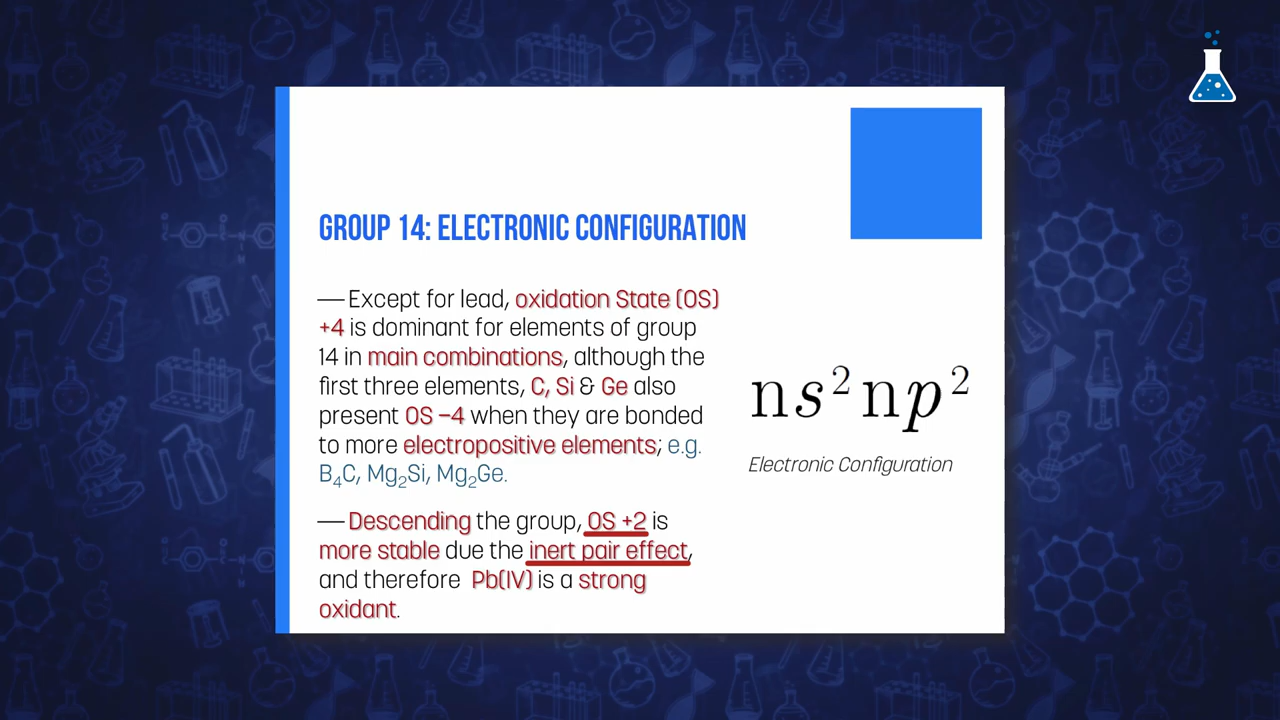 GROUP 14: ELECTRONIC CONFIGURATION
— Except for lead, oxidation State (OS)
+4 is dominant for elements of group
14 in main combinations, although the
first three elements, C, Si & Ge also
present OS –4 when they are bonded
to more electropositive elements; e.g.
B₄C, Mg₂Si, Mg₂Ge.
— Descending the group, OS +2 is
more stable due the inert pair effect,
and therefore Pb(IV) is a strong
oxidant.
ns² np²
Electronic Configuration